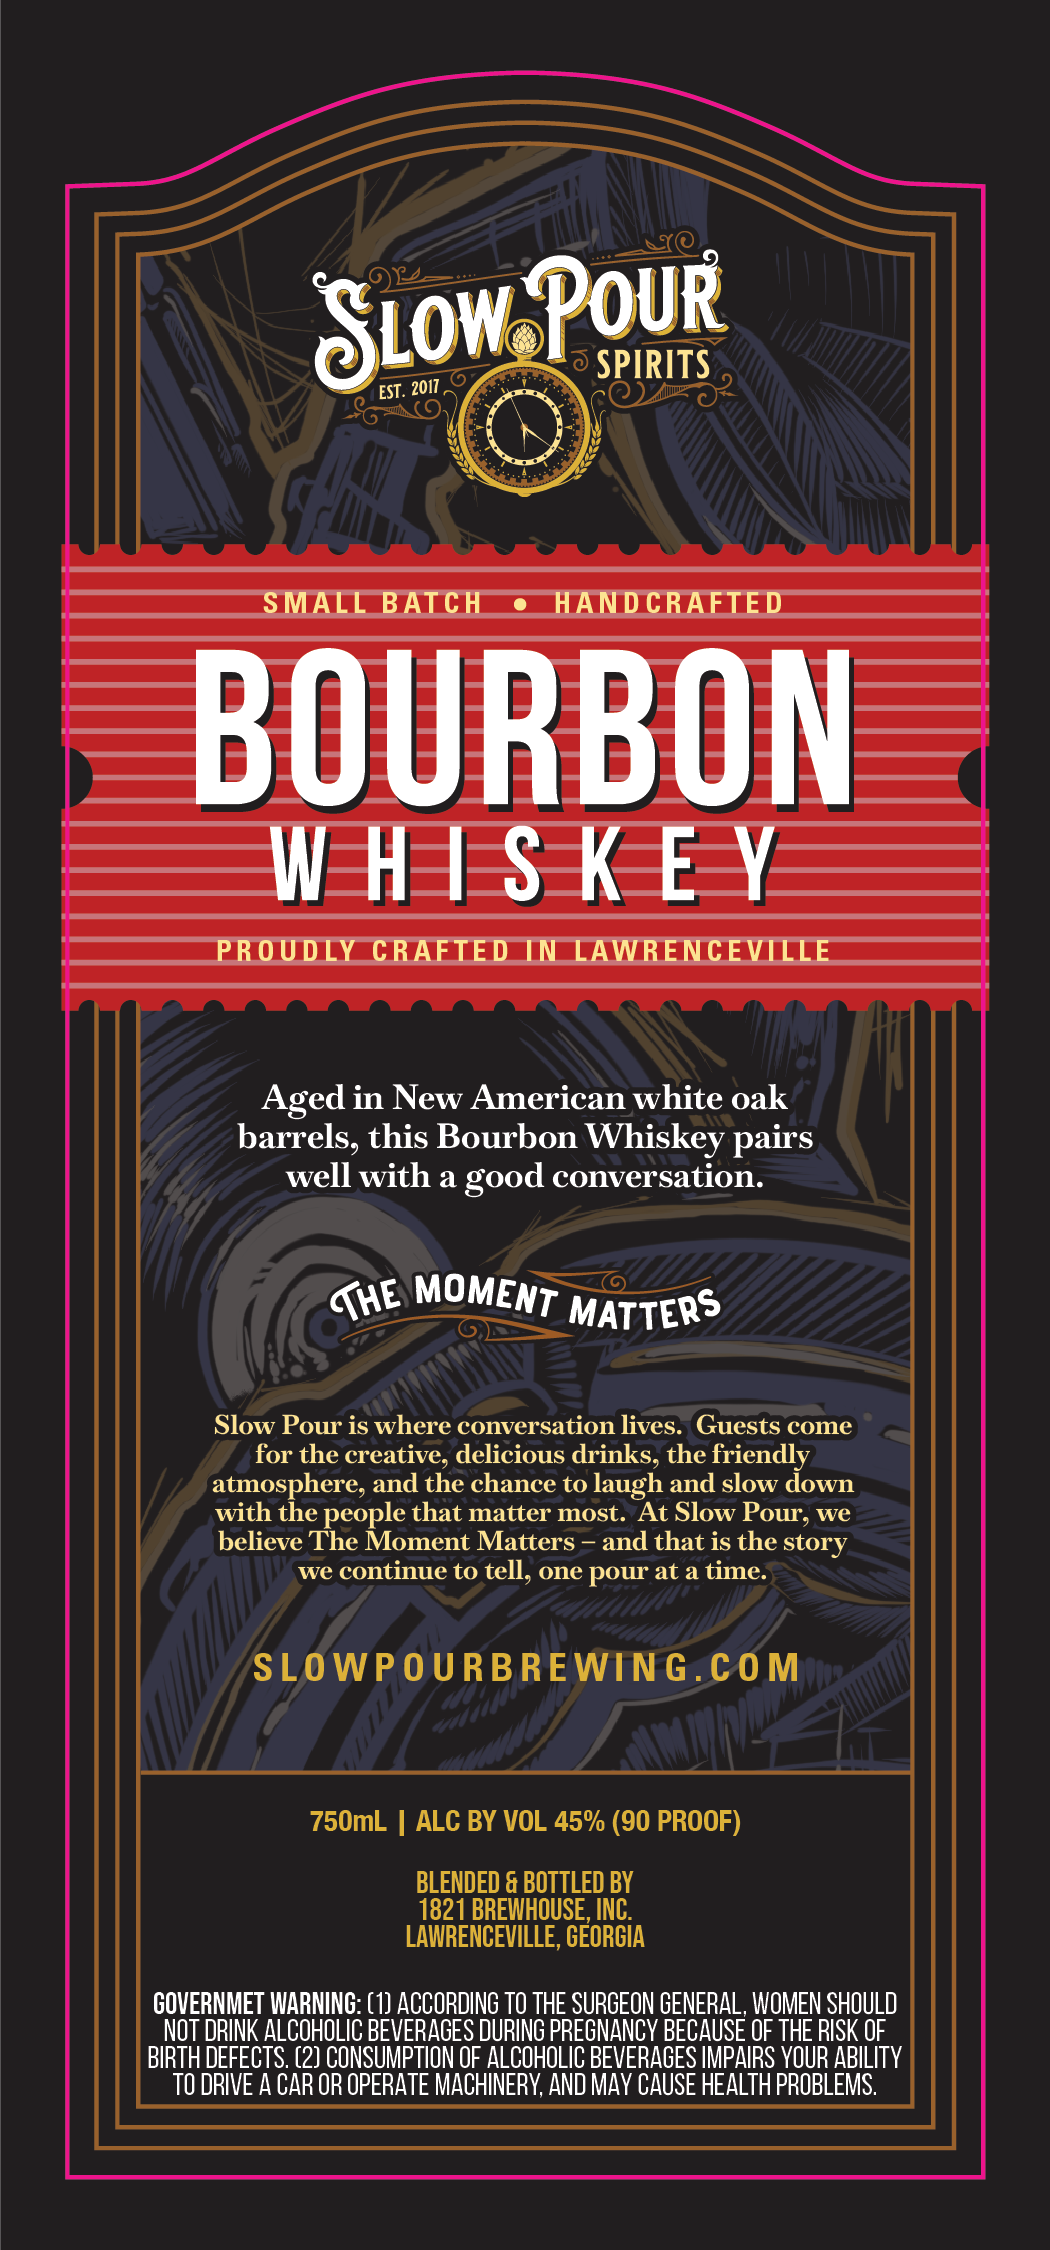 SLOW POUR
SPIRITS
EST. 2017
SMALL BATCH • HANDCRAFTED
BOURBON
WHISKEY
PROUDLY CRAFTED IN LAWRENCEVILLE
Aged in New American white oak
barrels, this Bourbon Whiskey pairs
well with a good conversation.
THE MOMENT MATTERS
Slow Pour is where conversation lives. Guests come
for the creative, delicious drinks, the friendly
atmosphere, and the chance to laugh and slow down
with the people that matter most. At Slow Pour, we
believe The Moment Matters – and that is the story
we continue to tell, one pour at a time.
SLOWPOURBREWING.COM
750mL | ALC BY VOL 45% (90 PROOF)
BLENDED & BOTTLED BY
1821 BREWHOUSE, INC.
LAWRENCEVILLE, GEORGIA
GOVERNMET WARNING: (1) ACCORDING TO THE SURGEON GENERAL, WOMEN SHOULD
NOT DRINK ALCOHOLIC BEVERAGES DURING PREGNANCY BECAUSE OF THE RISK OF
BIRTH DEFECTS. (2) CONSUMPTION OF ALCOHOLIC BEVERAGES IMPAIRS YOUR ABILITY
TO DRIVE A CAR OR OPERATE MACHINERY, AND MAY CAUSE HEALTH PROBLEMS.